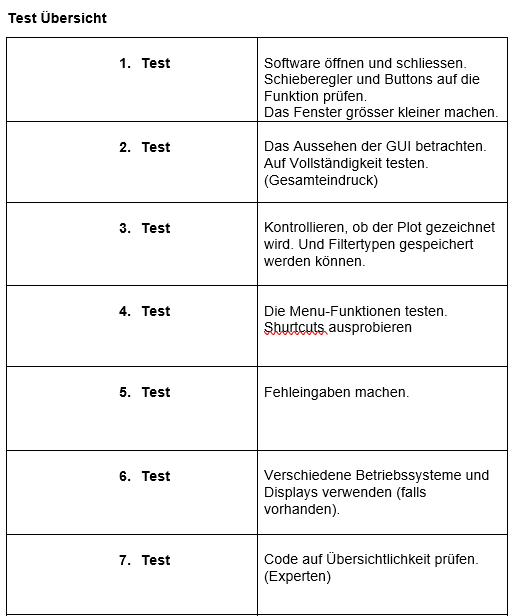 Test Übersicht
1. Test
Software öffnen und schliessen.
Schieberegler und Buttons auf die
Funktion prüfen.
Das Fenster grösser kleiner machen.
2. Test
Das Aussehen der GUI betrachten.
Auf Vollständigkeit testen.
(Gesamteindruck)
3. Test
Kontrollieren, ob der Plot gezeichnet
wird. Und Filtertypen gespeichert
werden können.
4. Test
Die Menu-Funktionen testen.
Shurtcuts ausprobieren
5. Test
Fehleingaben machen.
6. Test
Verschiedene Betriebssysteme und
Displays verwenden (falls
vorhanden).
7. Test
Code auf Übersichtlichkeit prüfen.
(Experten)